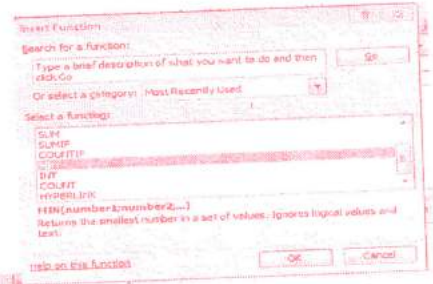 Insert Function
Search for a function:
Type a brief description of what you want to do and then
click Go
Go
Or select a category: Most Recently Used
Select a function:
SUM
SUMIF
COUNTIF
INT
COUNT
HYPERLINK
MIN(number1;number2;...)
Returns the smallest number in a set of values. Ignores logical values and
text.
Help on this function
OK
Cancel